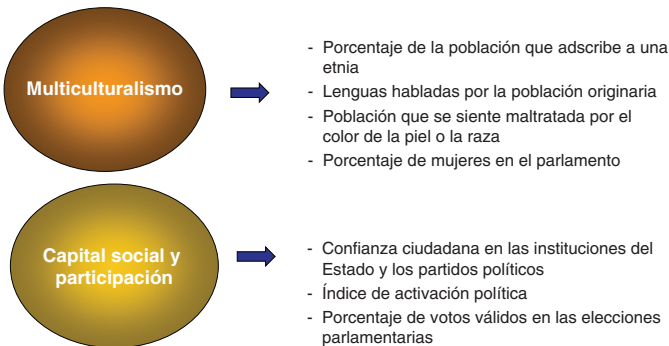 Multiculturalismo
- Porcentaje de la población que adscribe a una
etnia
- Lenguas habladas por la población originaria
- Población que se siente maltratada por el
color de la piel o la raza
- Porcentaje de mujeres en el parlamento
Capital social y
participación
- Confianza ciudadana en las instituciones del
Estado y los partidos políticos
- Índice de activación política
- Porcentaje de votos válidos en las elecciones
parlamentarias